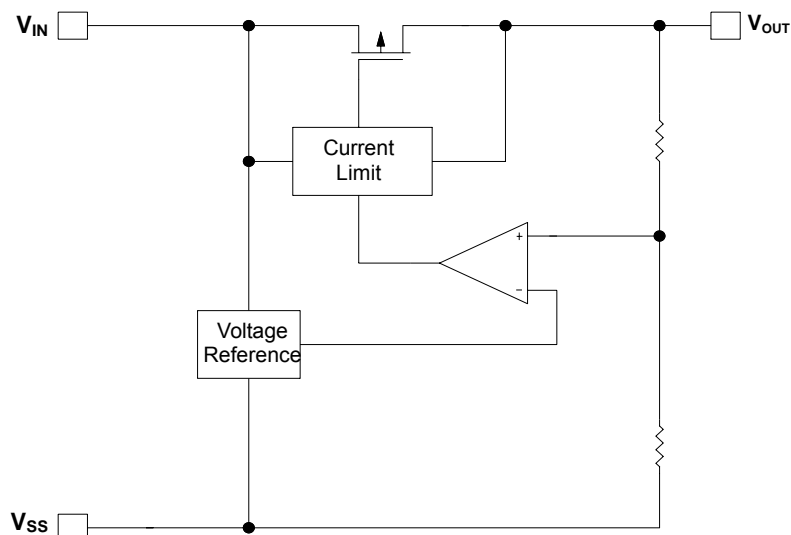 VIN
VOUT
Current
Limit
+
-
Voltage
Reference
VSS